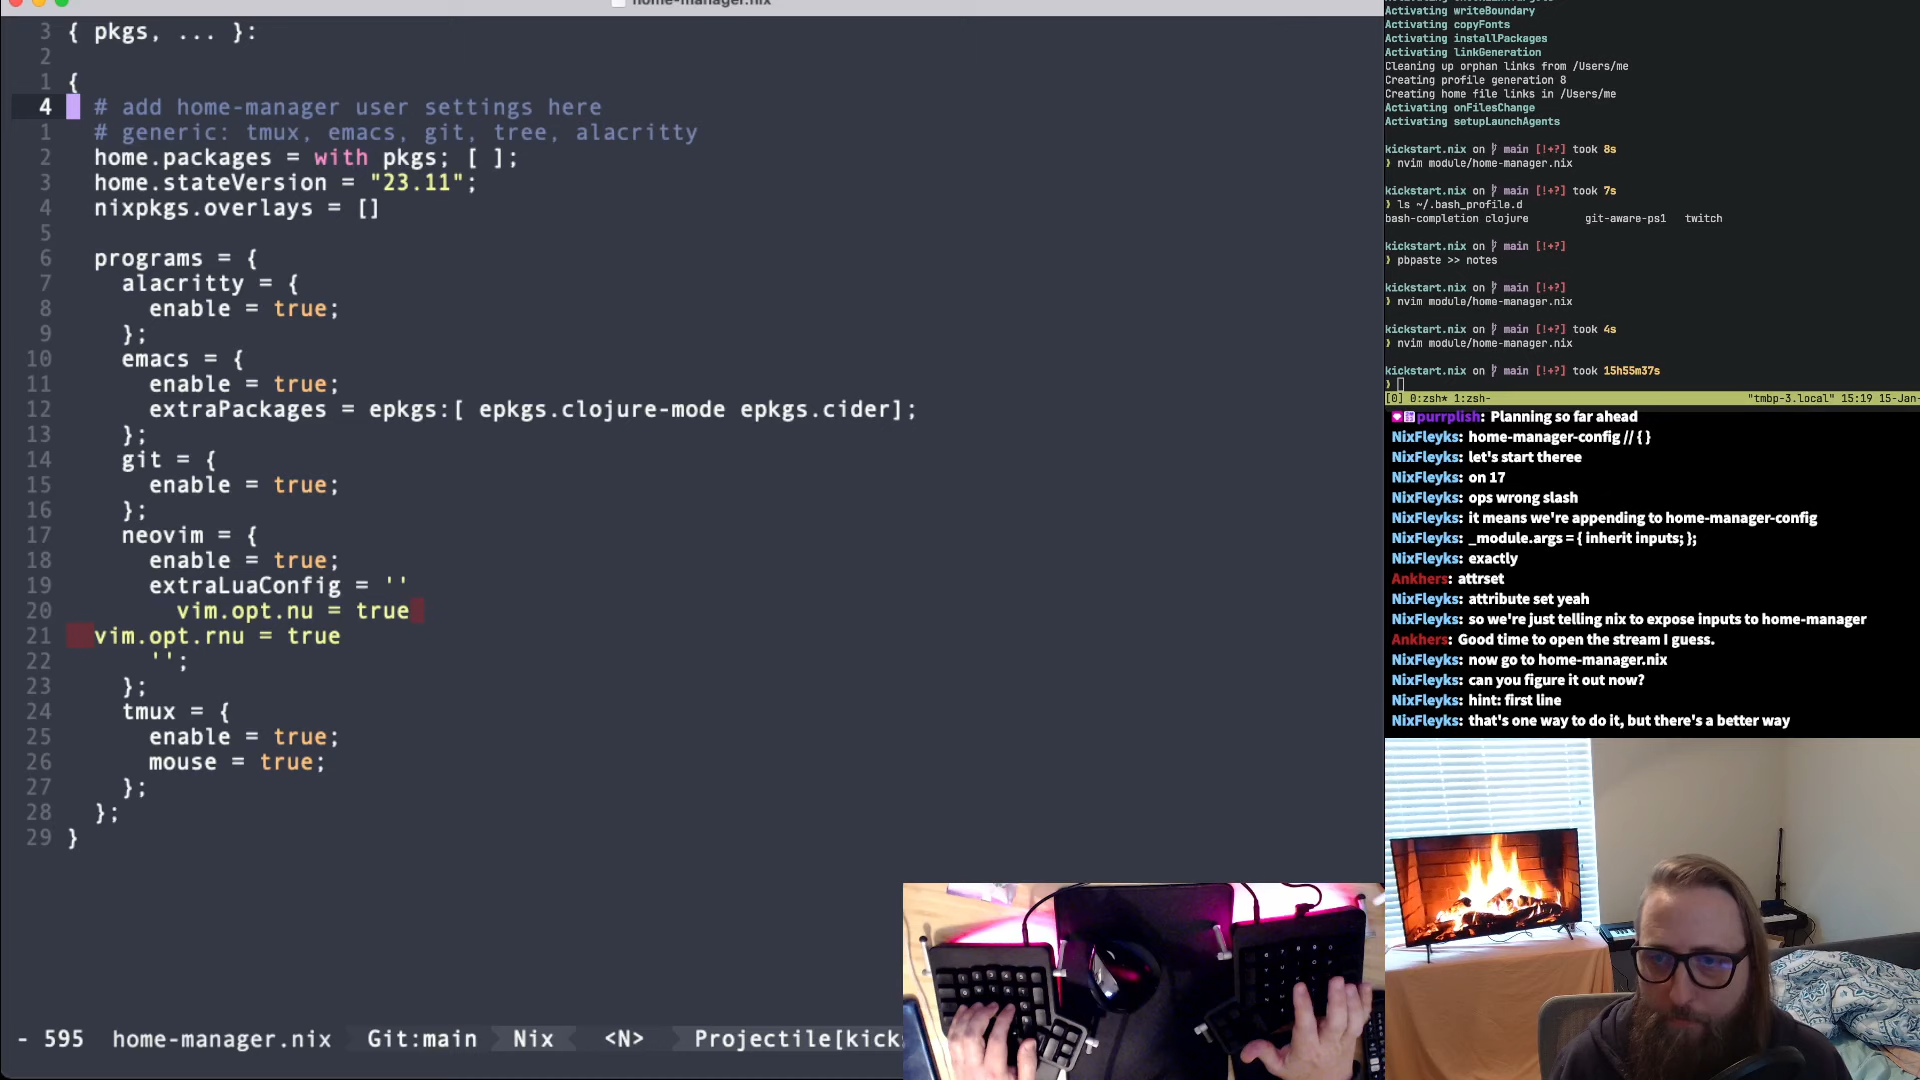 home-manager.nix
3 { pkgs, ... }:
2
1 {
4 # add home-manager user settings here
1 # generic: tmux, emacs, git, tree, alacritty
2 home.packages = with pkgs; [ ];
3 home.stateVersion = "23.11";
4 nixpkgs.overlays = []
5
6 programs = {
7 alacritty = {
8 enable = true;
9 };
10 emacs = {
11 enable = true;
12 extraPackages = epkgs:[ epkgs.clojure-mode epkgs.cider];
13 };
14 git = {
15 enable = true;
16 };
17 neovim = {
18 enable = true;
19 extraLuaConfig = ''
20 vim.opt.nu = true
21 vim.opt.rnu = true
22 '';
23 };
24 tmux = {
25 enable = true;
26 mouse = true;
27 };
28 };
29 }
- 595 home-manager.nix Git:main Nix <N> Projectile[kick
Activating writeBoundary
Activating copyFonts
Activating installPackages
Activating linkGeneration
Cleaning up orphan links from /Users/me
Creating profile generation 8
Creating home file links in /Users/me
Activating onFilesChange
Activating setupLaunchAgents
kickstart.nix on main [!+?] took 8s
❯ nvim module/home-manager.nix
kickstart.nix on main [!+?] took 7s
❯ ls ~/.bash_profile.d
bash-completion clojure git-aware-ps1 twitch
kickstart.nix on main [!+?]
❯ pbpaste >> notes
kickstart.nix on main [!+?]
❯ nvim module/home-manager.nix
kickstart.nix on main [!+?] took 4s
❯ nvim module/home-manager.nix
kickstart.nix on main [!+?] took 15h55m37s
❯
[0] 0:zsh* 1:zsh- "tmbp-3.local" 15:19 15-Jan-
purrplish: Planning so far ahead
NixFleyks: home-manager-config // { }
NixFleyks: let's start theree
NixFleyks: on 17
NixFleyks: ops wrong slash
NixFleyks: it means we're appending to home-manager-config
NixFleyks: _module.args = { inherit inputs; };
NixFleyks: exactly
Ankhers: attrset
NixFleyks: attribute set yeah
NixFleyks: so we're just telling nix to expose inputs to home-manager
Ankhers: Good time to open the stream I guess.
NixFleyks: now go to home-manager.nix
NixFleyks: can you figure it out now?
NixFleyks: hint: first line
NixFleyks: that's one way to do it, but there's a better way